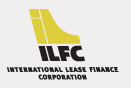 ILFC
INTERNATIONAL LEASE FINANCE
CORPORATION